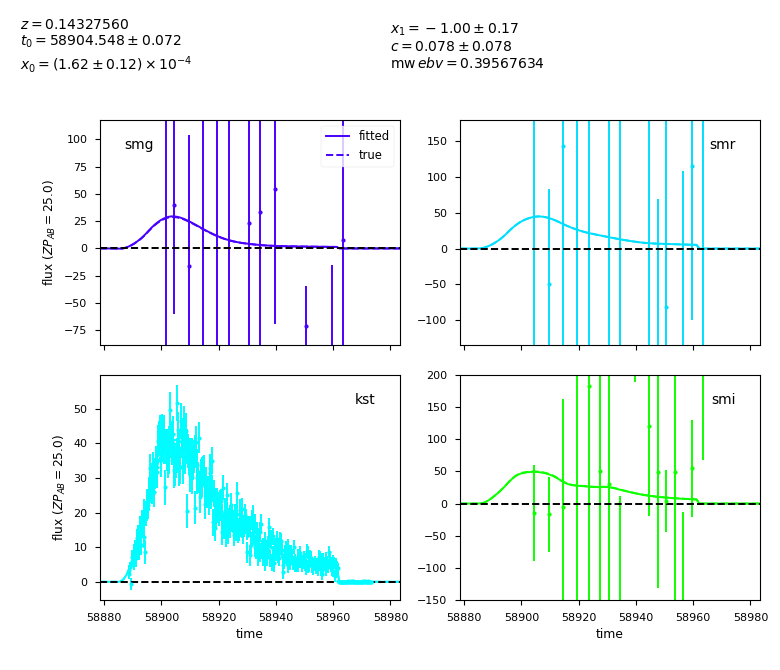 z = 0.14327560
t₀ = 58904.548 ± 0.072
x₀ = (1.62 ± 0.12) × 10⁻⁴
x₁ = −1.00 ± 0.17
c = 0.078 ± 0.078
mw ebv = 0.39567634
smg
fitted
true
100
75
50
25
0
−25
−50
−75
flux (ZP_AB = 25.0)
smr
150
100
50
0
−50
−100
kst
50
40
30
20
10
0
flux (ZP_AB = 25.0)
58880 58900 58920 58940 58960 58980
time
smi
200
150
100
50
0
−50
−100
−150
58880 58900 58920 58940 58960 58980
time